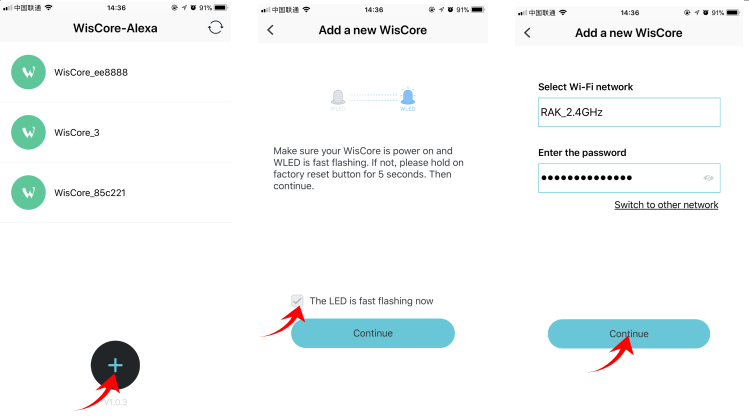 中国联通
14:36
91%
WisCore-Alexa
WisCore_ee8888
WisCore_3
WisCore_85c221
V1.0.3
中国联通
14:36
91%
Add a new WisCore
WLED
WLED
Make sure your WisCore is power on and
WLED is fast flashing. If not, please hold on
factory reset button for 5 seconds. Then
continue.
The LED is fast flashing now
Continue
中国联通
14:36
91%
Add a new WisCore
Select Wi-Fi network
RAK_2.4GHz
Enter the password
●●●●●●●●●●●●●●
Switch to other network
Continue